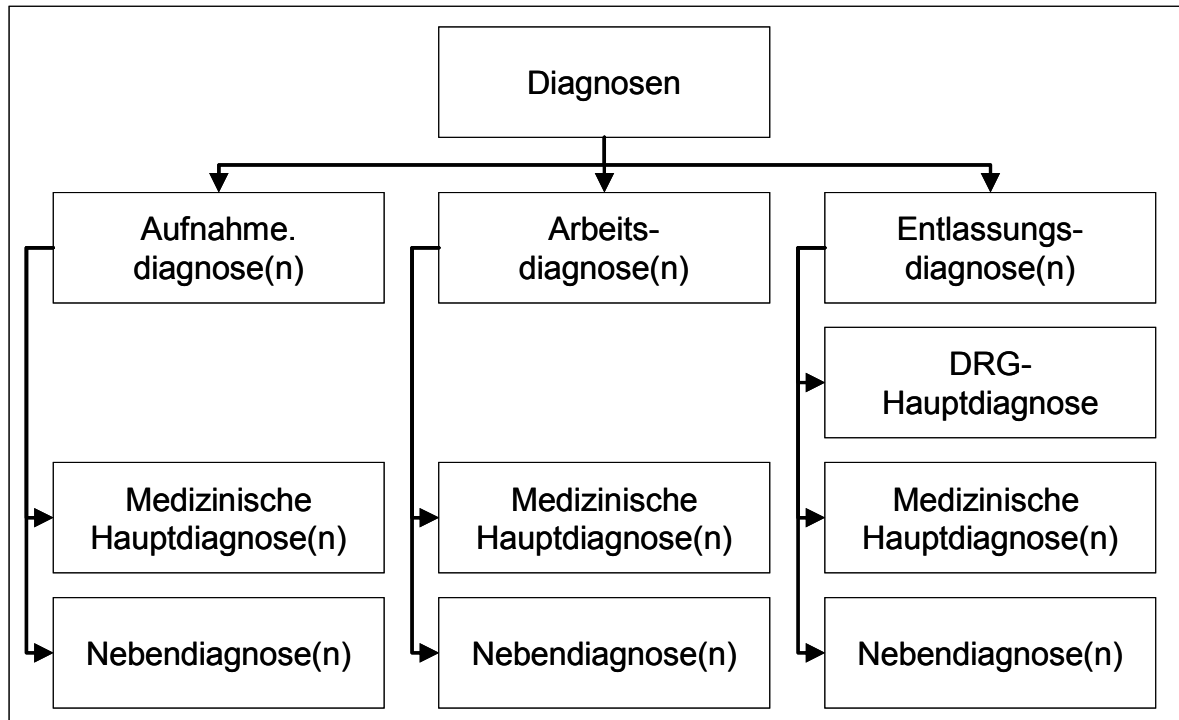 Diagnosen
Aufnahme.
diagnose(n)
Arbeits-
diagnose(n)
Entlassungs-
diagnose(n)
DRG-
Hauptdiagnose
Medizinische
Hauptdiagnose(n)
Medizinische
Hauptdiagnose(n)
Medizinische
Hauptdiagnose(n)
Nebendiagnose(n)
Nebendiagnose(n)
Nebendiagnose(n)